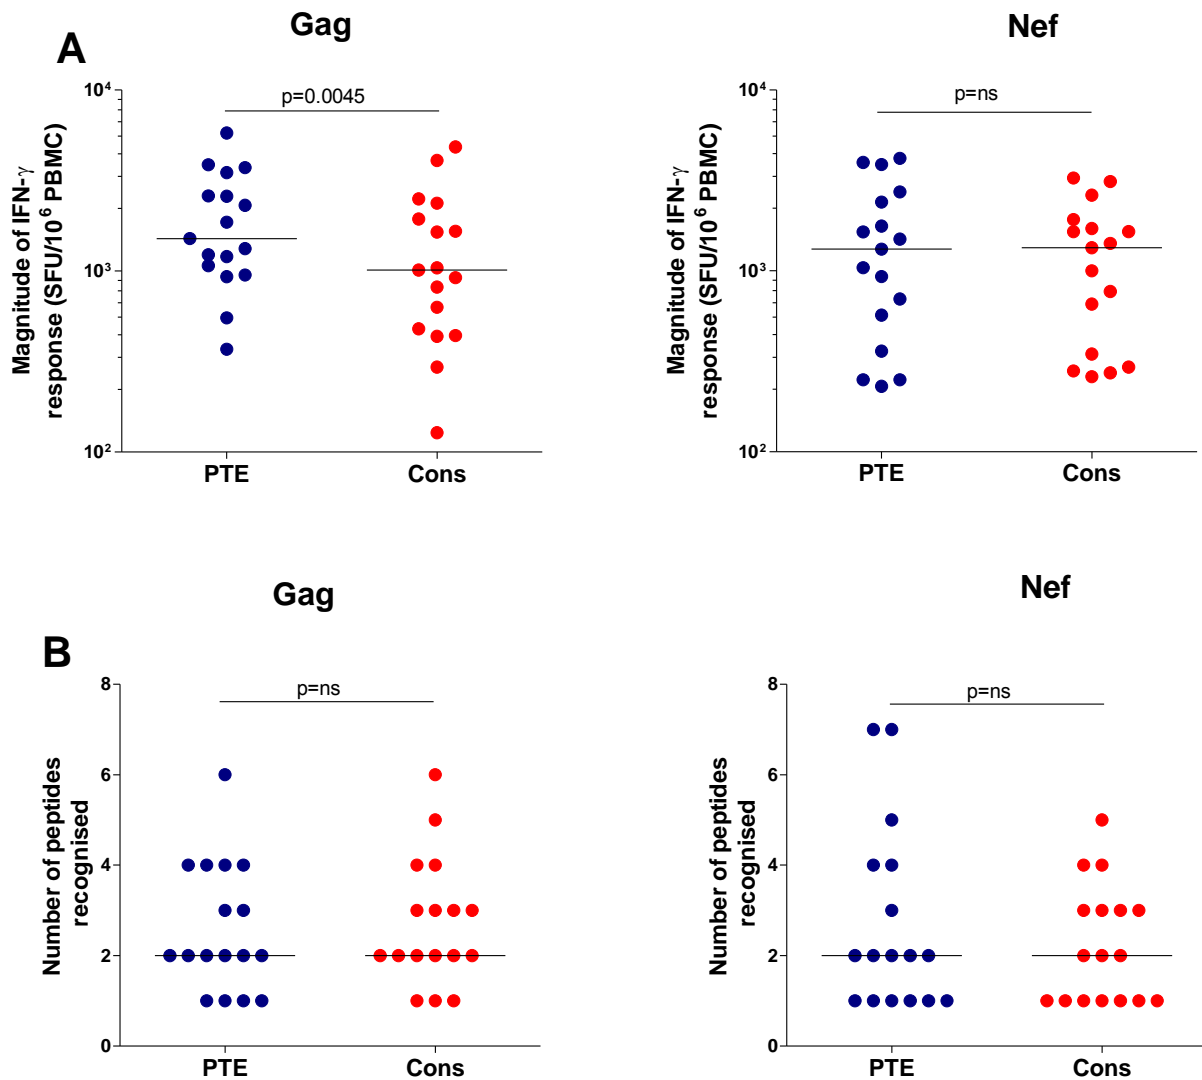 A
Gag
p=0.0045
Magnitude of IFN-γ
response (SFU/10⁶ PBMC)
10⁴
10³
10²
PTE
Cons
Nef
p=ns
Magnitude of IFN-γ
response (SFU/10⁶ PBMC)
10⁴
10³
10²
PTE
Cons
B
Gag
p=ns
Number of peptides
recognised
8
6
4
2
0
PTE
Cons
Nef
p=ns
Number of peptides
recognised
8
6
4
2
0
PTE
Cons